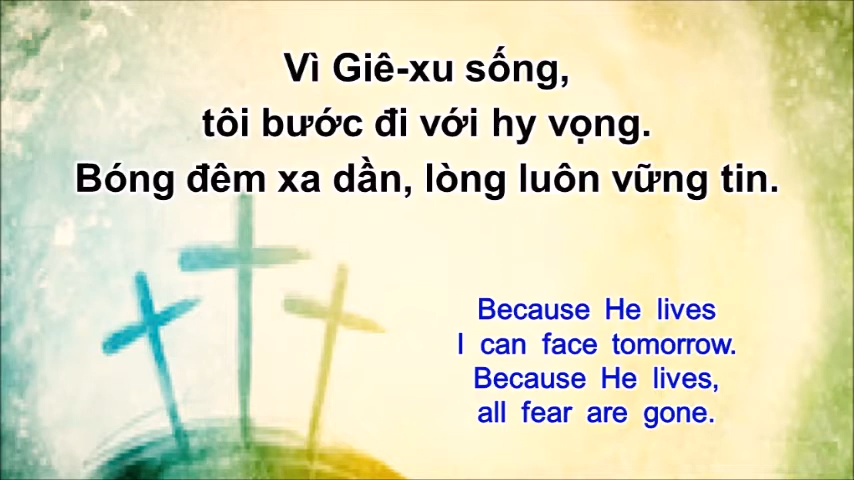 Vì Giê-xu sống,
tôi bước đi với hy vọng.
Bóng đêm xa dần, lòng luôn vững tin.
Because He lives
I can face tomorrow.
Because He lives,
all fear are gone.